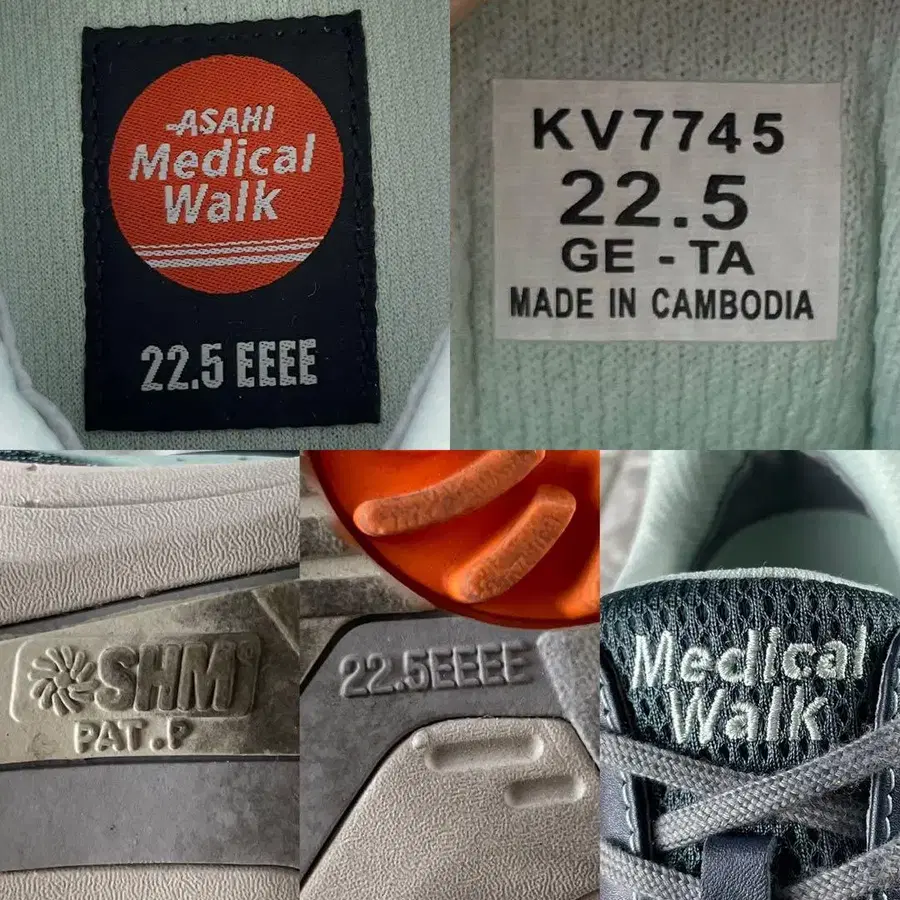 ASAHI
Medical
Walk
22.5 EEEE
KV7745
22.5
GE - TA
MADE IN CAMBODIA
SHM
PAT.P
22.5EEEE
Medical
Walk